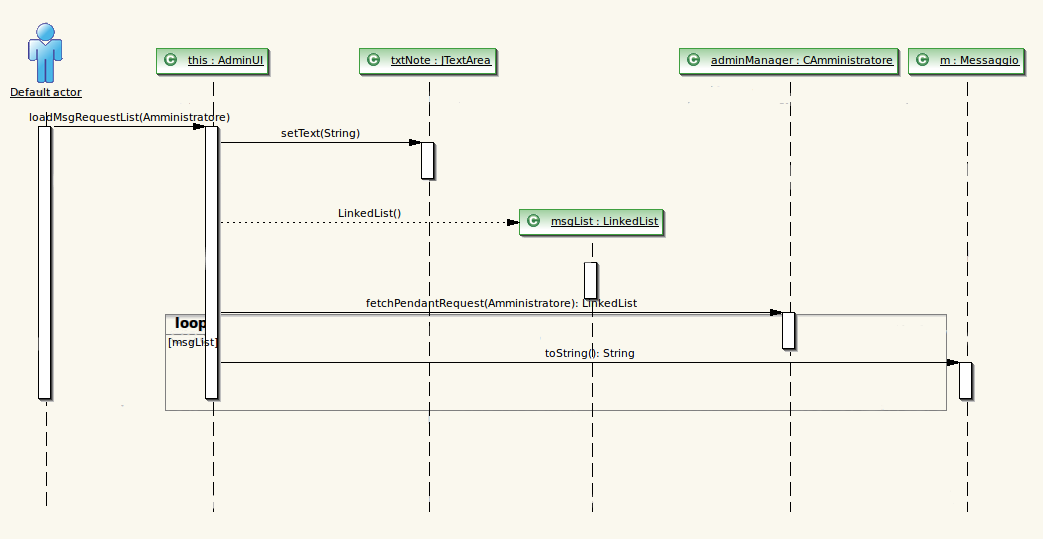 this : AdminUI
txtNote : JTextArea
adminManager : CAmministratore
m : Messaggio
Default actor
loadMsgRequestList(Amministratore)
setText(String)
LinkedList()
msgList : LinkedList
fetchPendantRequest(Amministratore): LinkedList
loop
[msgList]
toString(): String